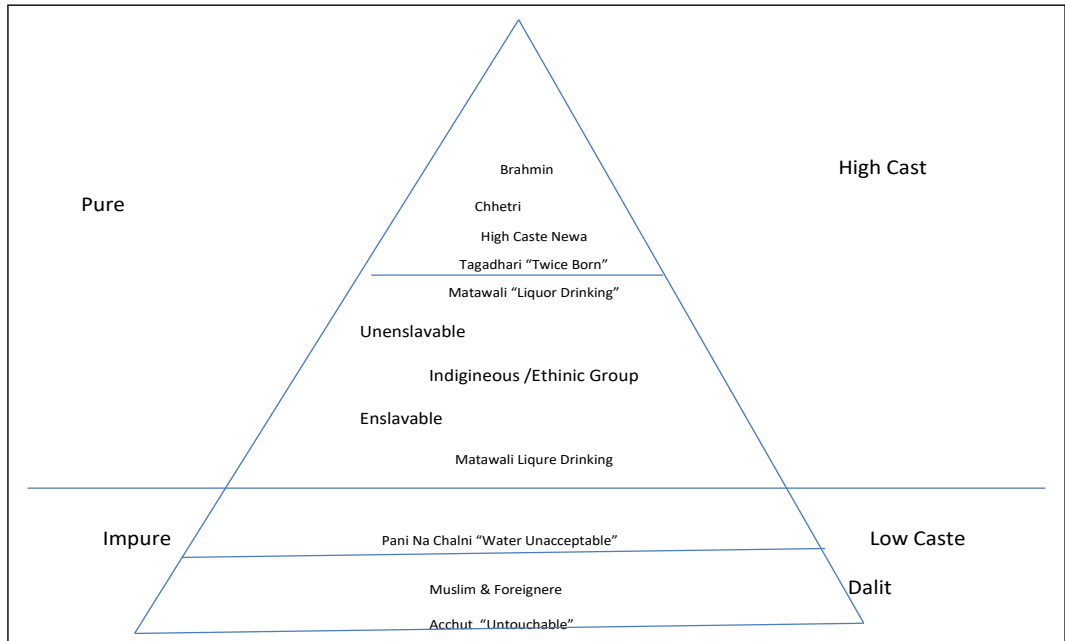 Brahmin
High Cast
Pure
Chhetri
High Caste Newa
Tagadhari “Twice Born”
Matawali “Liquor Drinking”
Unenslavable
Indigineous /Ethinic Group
Enslavable
Matawali Liqure Drinking
Impure
Pani Na Chalni “Water Unacceptable”
Low Caste
Muslim & Foreignere
Dalit
Acchut “Untouchable”